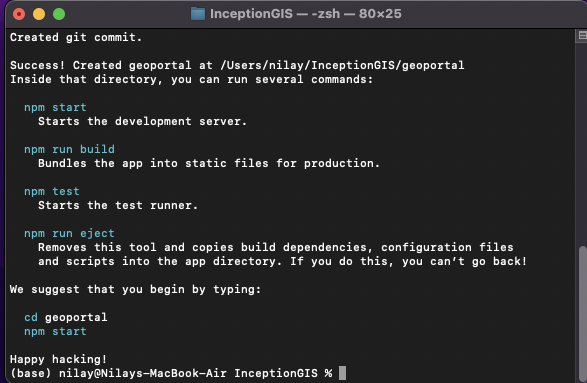 InceptionGIS — -zsh — 80×25
Created git commit.
Success! Created geoportal at /Users/nilay/InceptionGIS/geoportal
Inside that directory, you can run several commands:
npm start
Starts the development server.
npm run build
Bundles the app into static files for production.
npm test
Starts the test runner.
npm run eject
Removes this tool and copies build dependencies, configuration files
and scripts into the app directory. If you do this, you can’t go back!
We suggest that you begin by typing:
cd geoportal
npm start
Happy hacking!
(base) nilay@Nilays-MacBook-Air InceptionGIS %